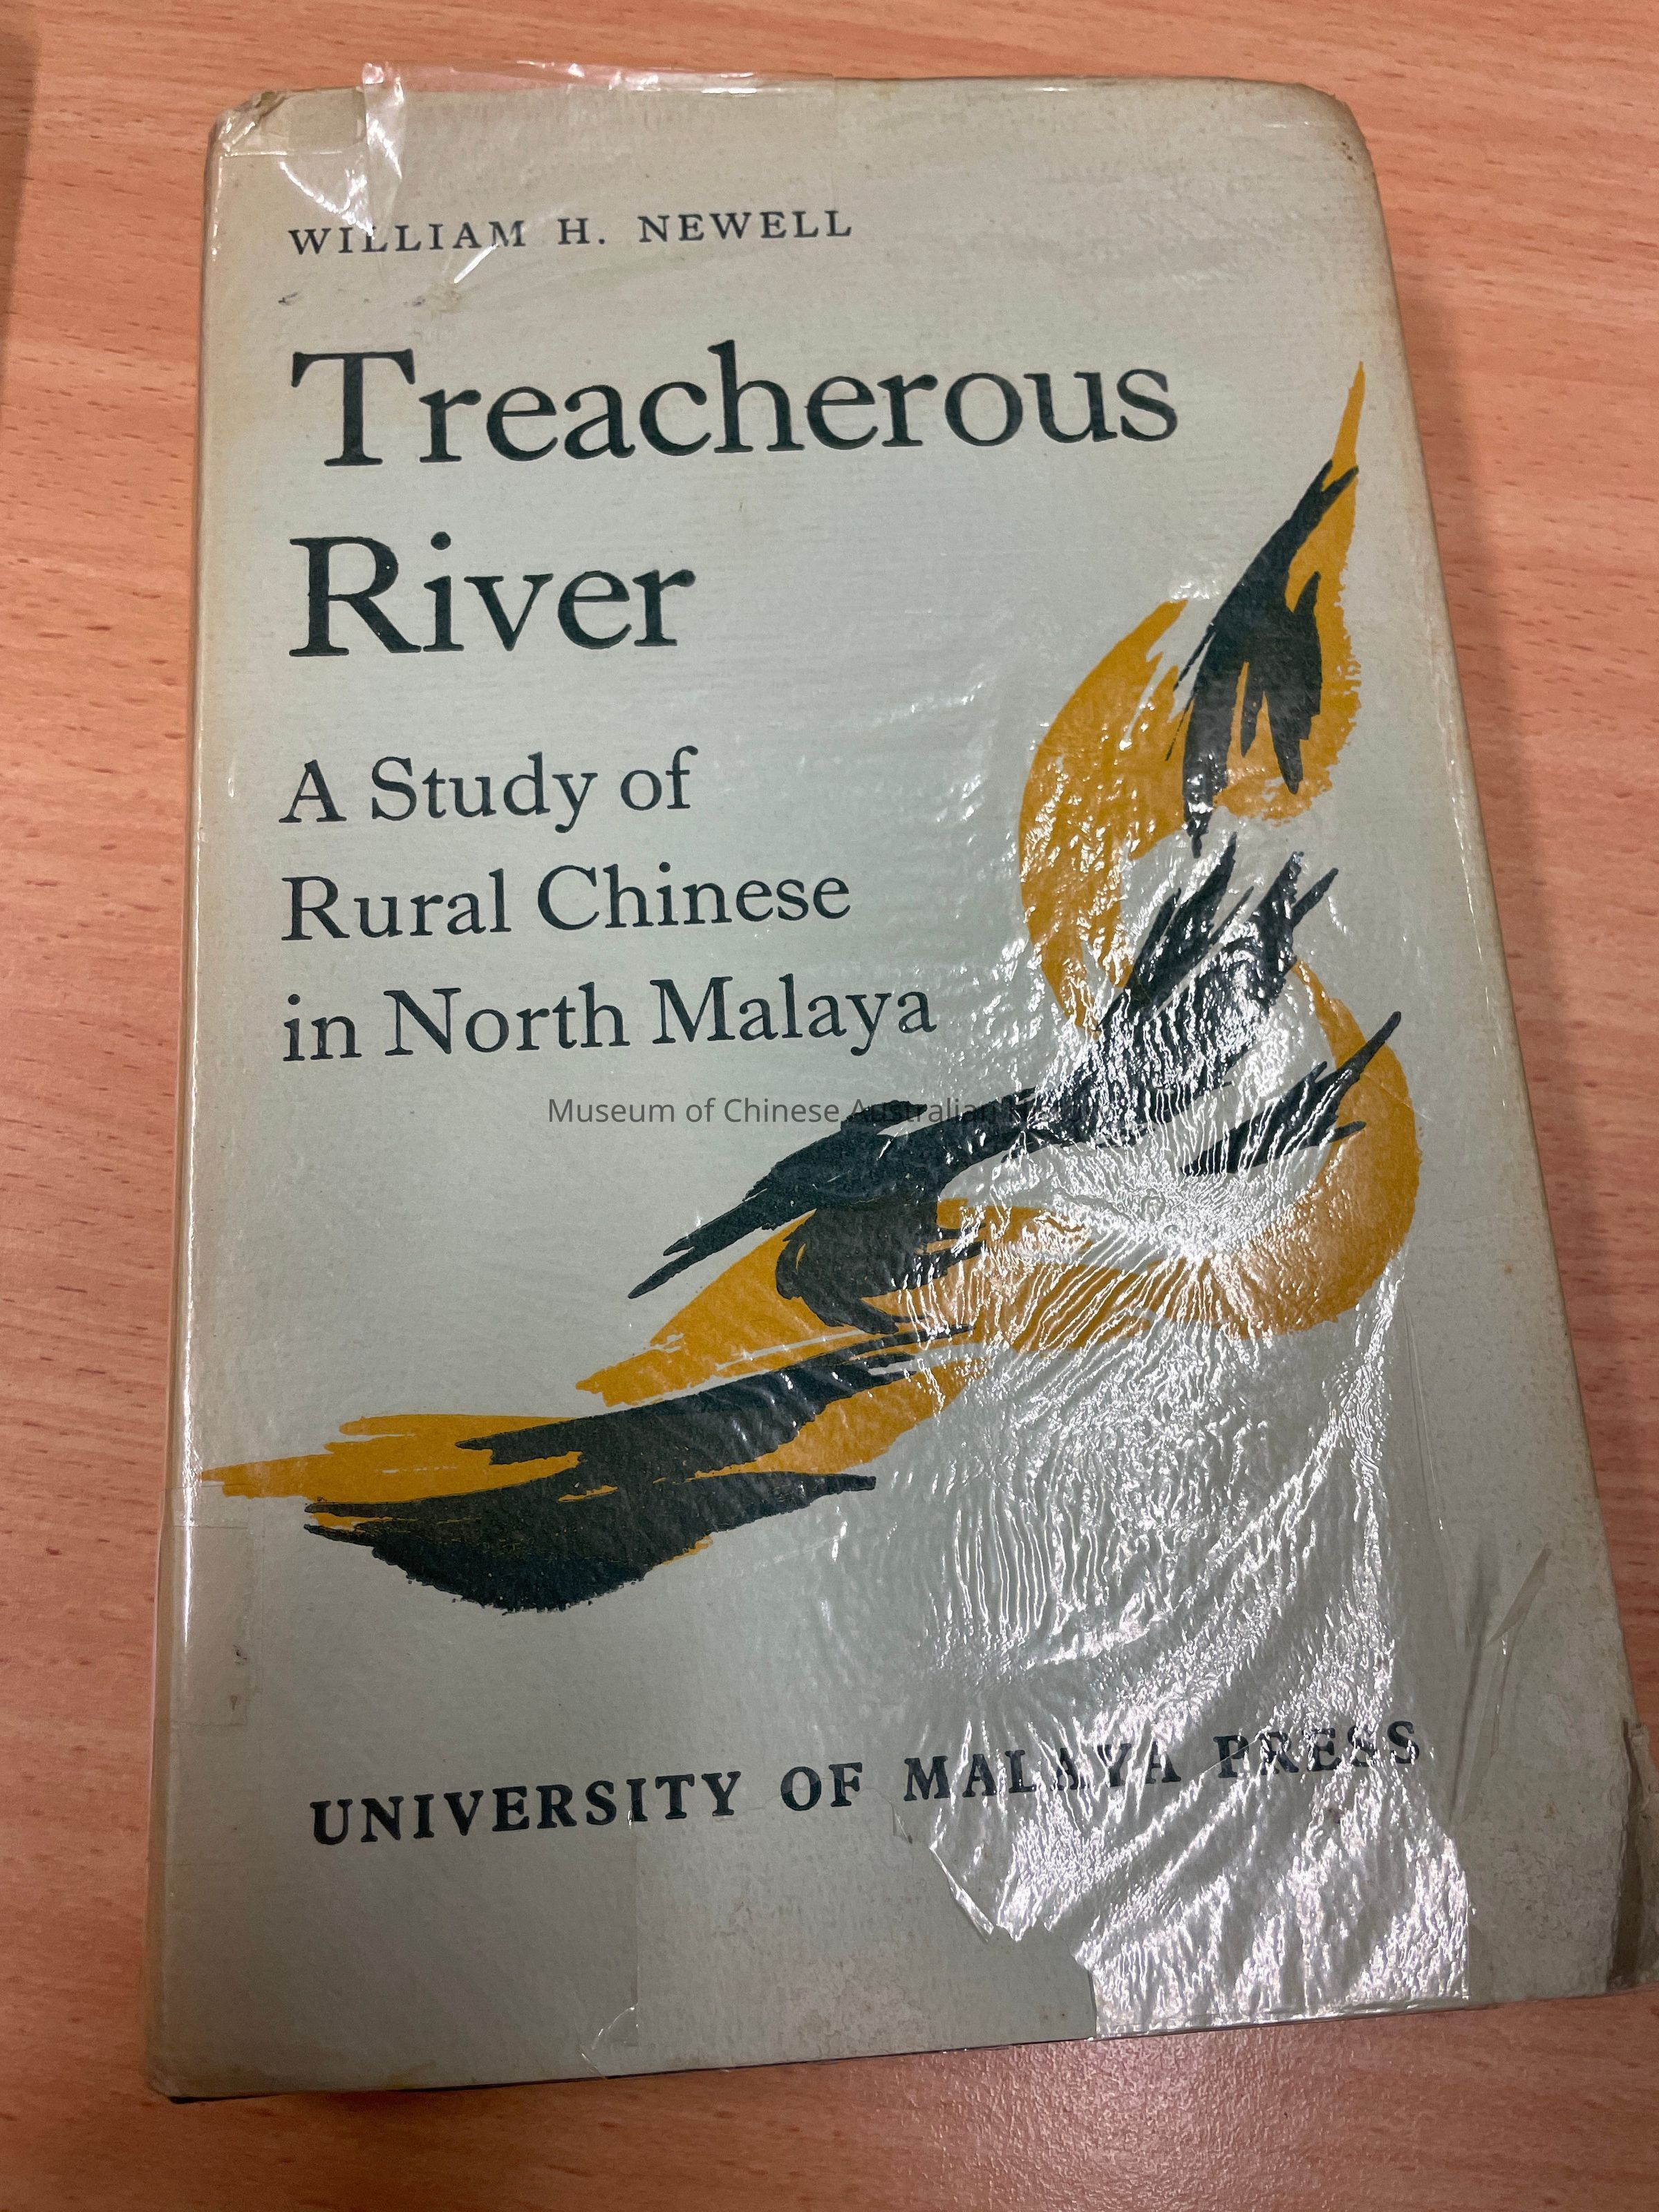 WILLIAM H. NEWELL
Treacherous
River
A Study of
Rural Chinese
in North Malaya
Museum of Chinese Australian History
UNIVERSITY OF MALAYA PRESS